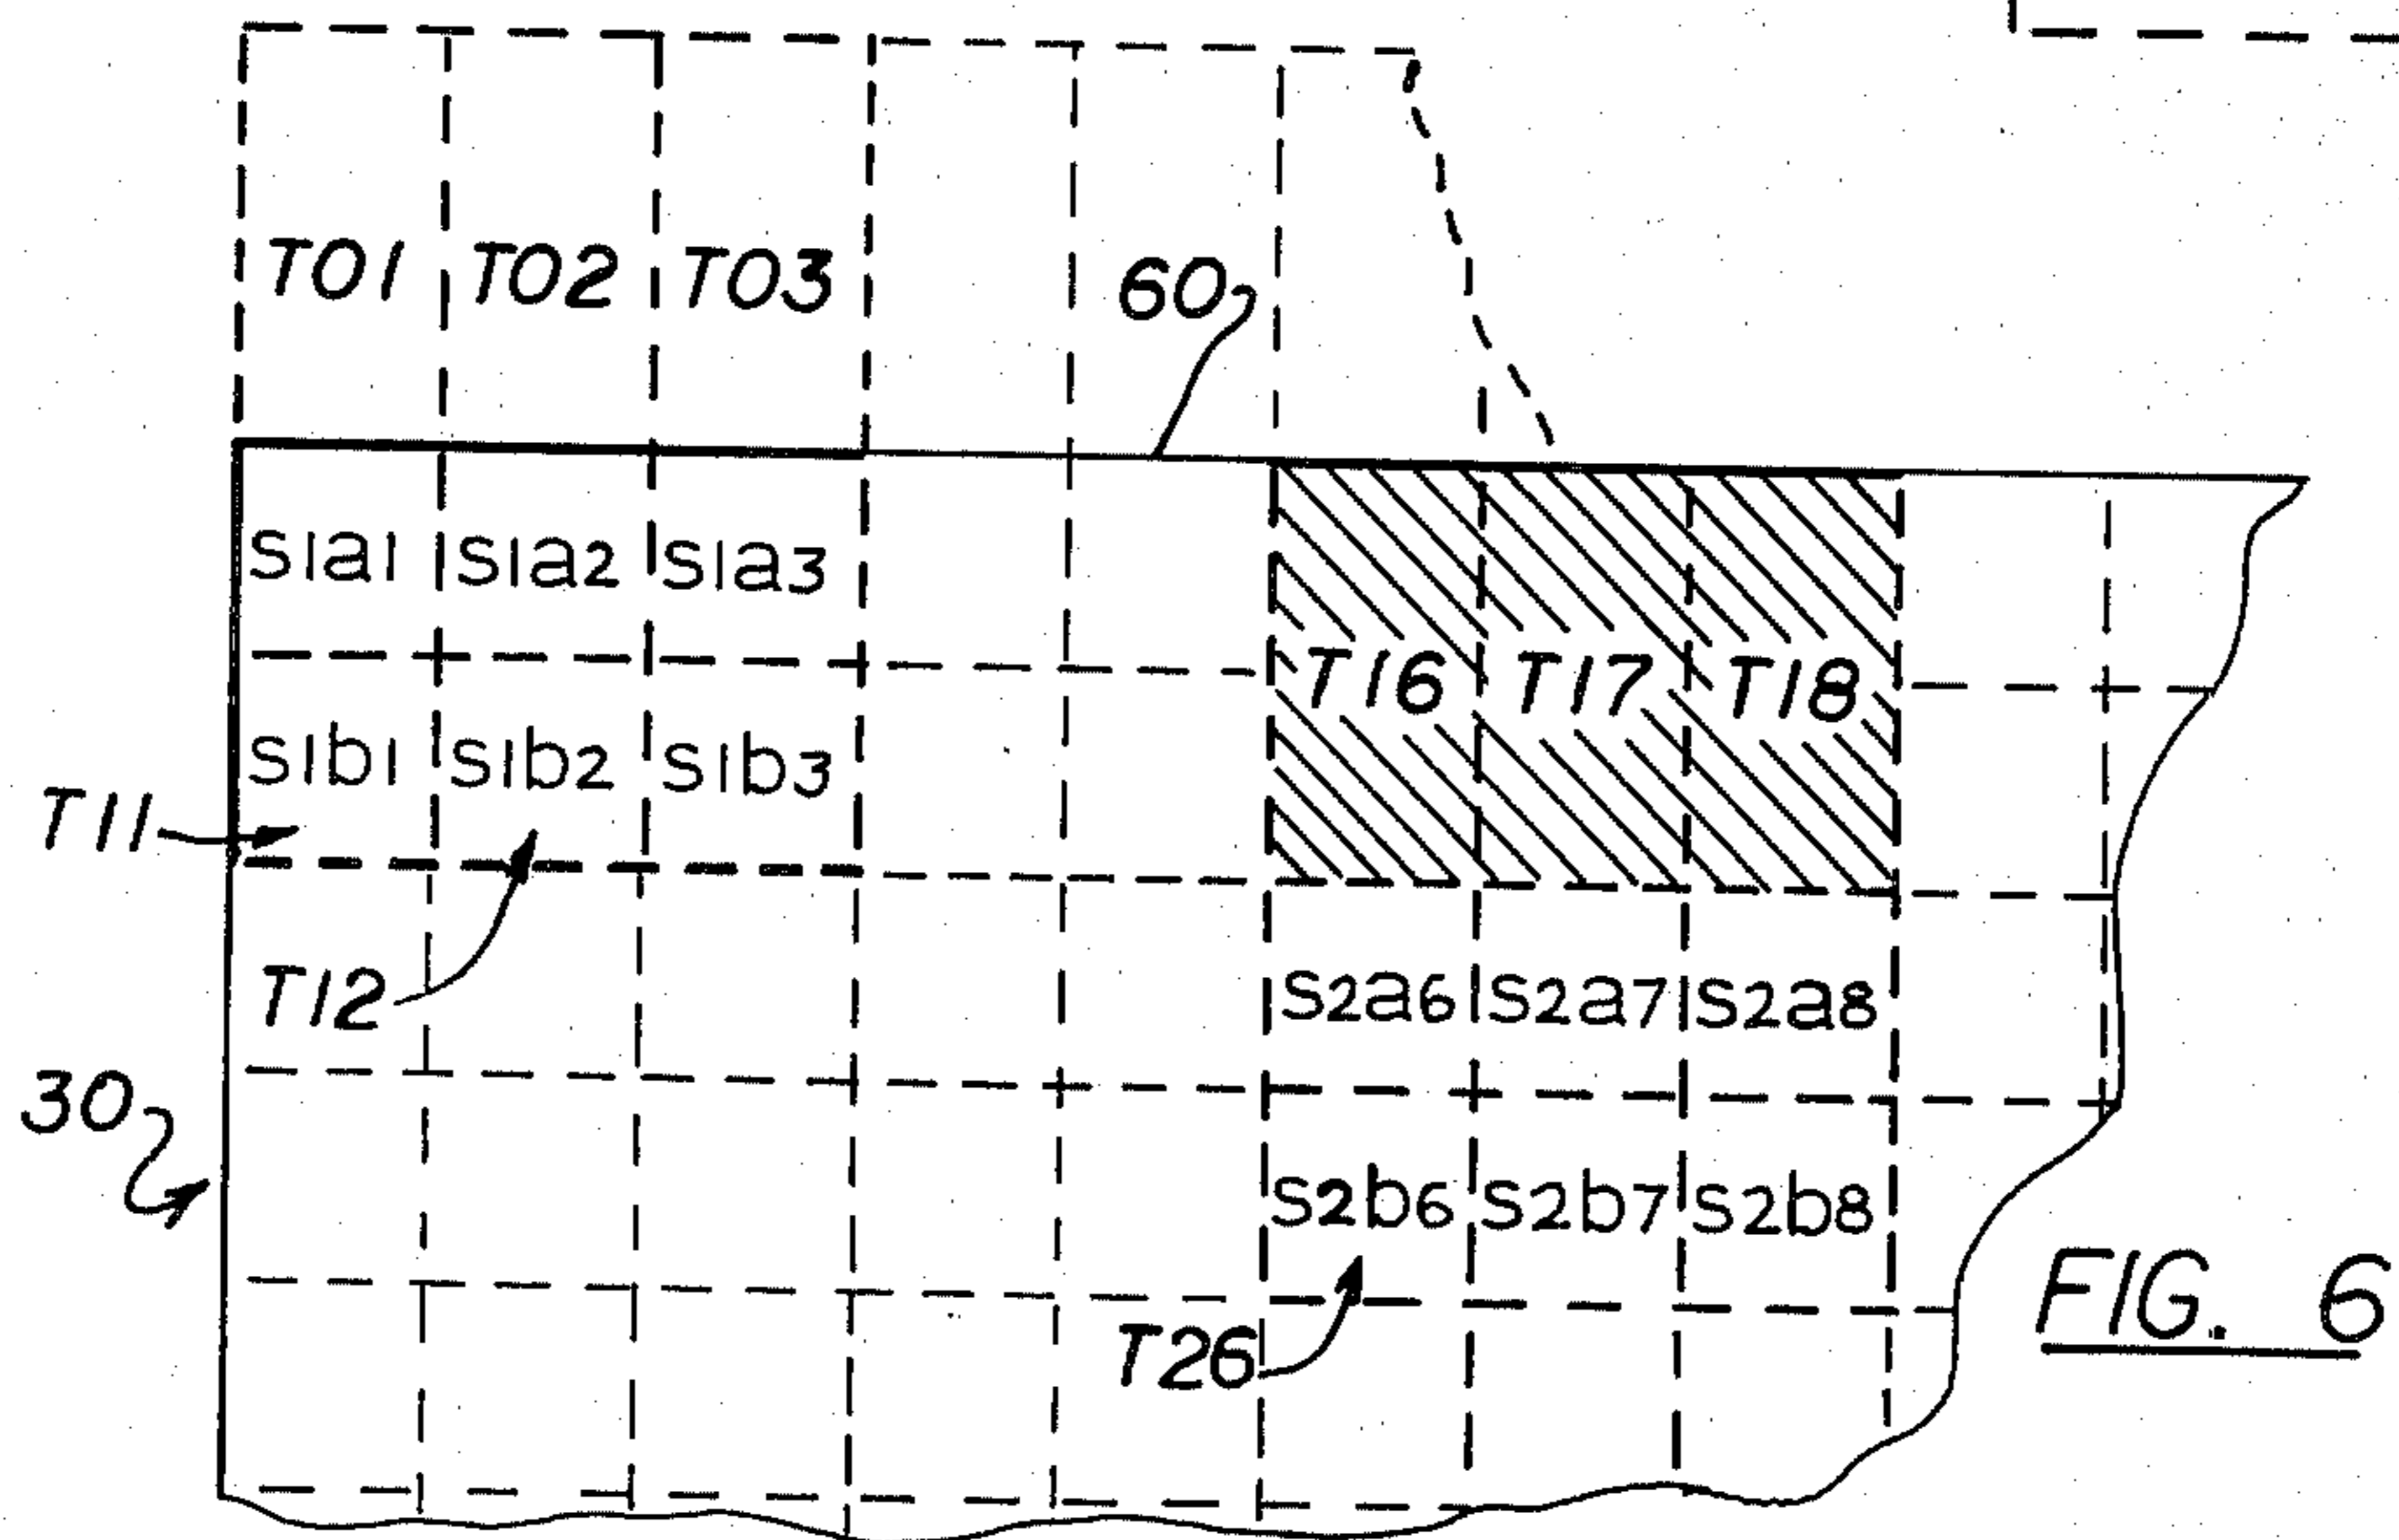 T01 T02 T03 60
S1a1 S1a2 S1a3
T16 T17 T18
S1b1 S1b2 S1b3
T11
T12
S2a6 S2a7 S2a8
30
S2b6 S2b7 S2b8
T26
FIG. 6